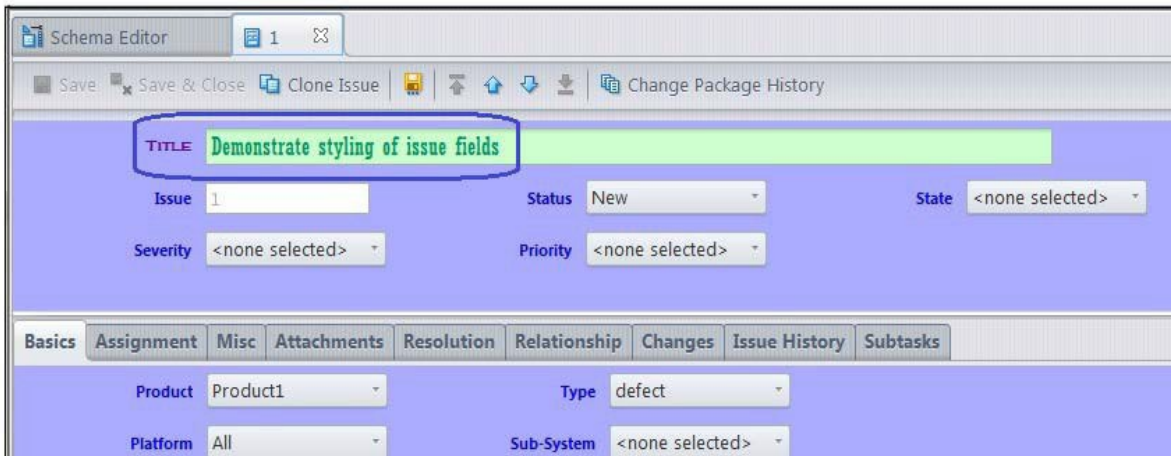 Schema Editor 1
Save Save & Close Clone Issue Change Package History
TITLE Demonstrate styling of issue fields
Issue 1 Status New State <none selected>
Severity <none selected> Priority <none selected>
Basics Assignment Misc Attachments Resolution Relationship Changes Issue History Subtasks
Product Product1 Type defect
Platform All Sub-System <none selected>